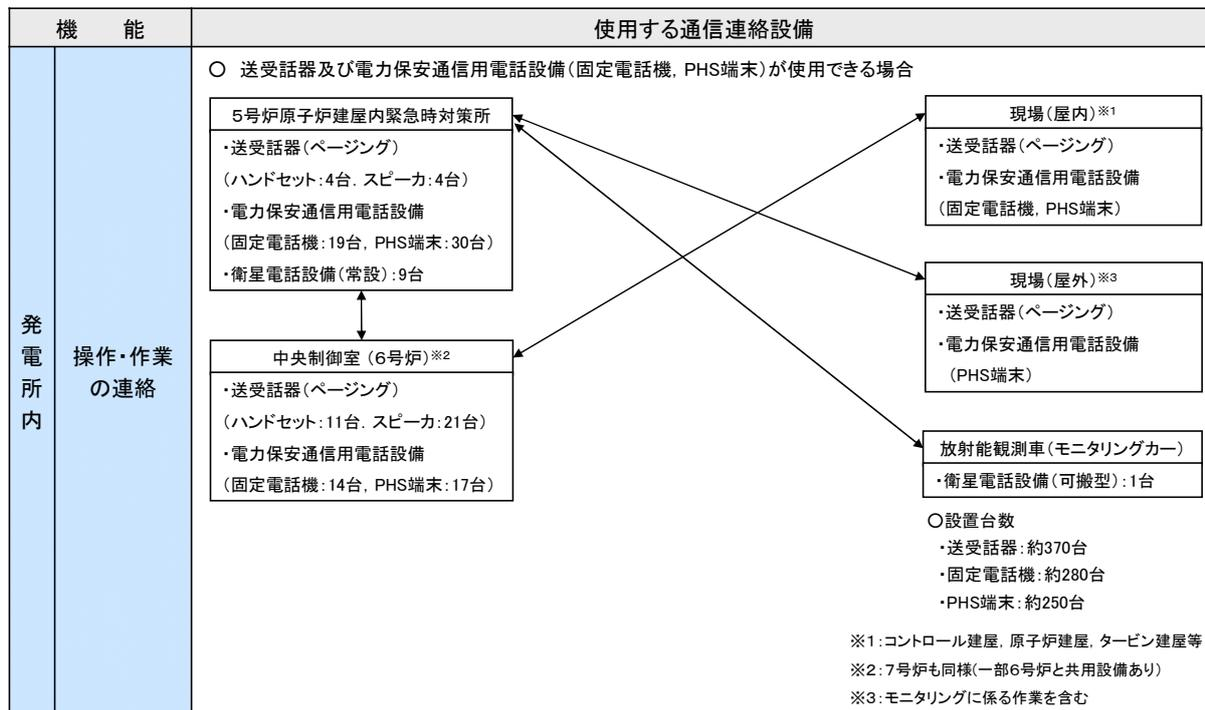 機　能
使用する通信連絡設備
発電所内
操作・作業
の連絡
○　送受話器及び電力保安通信用電話設備（固定電話機，PHS端末）が使用できる場合
５号炉原子炉建屋内緊急時対策所
・送受話器（ページング）
（ハンドセット：4台．スピーカ：4台）
・電力保安通信用電話設備
（固定電話機：19台，PHS端末：30台）
・衛星電話設備（常設）：9台
中央制御室（６号炉）※2
・送受話器（ページング）
（ハンドセット：11台．スピーカ：21台）
・電力保安通信用電話設備
（固定電話機：14台，PHS端末：17台）
現場（屋内）※1
・送受話器（ページング）
・電力保安通信用電話設備
（固定電話機，PHS端末）
現場（屋外）※3
・送受話器（ページング）
・電力保安通信用電話設備
（PHS端末）
放射能観測車（モニタリングカー）
・衛星電話設備（可搬型）：1台
○設置台数
・送受話器：約370台
・固定電話機：約280台
・PHS端末：約250台
※１：コントロール建屋，原子炉建屋，タービン建屋等
※２：７号炉も同様（一部６号炉と共用設備あり）
※３：モニタリングに係る作業を含む